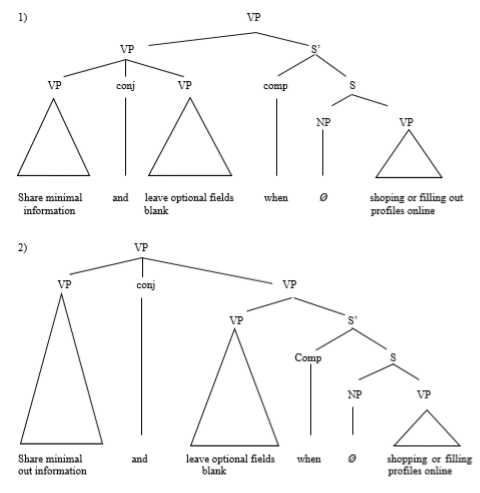 1)
VP
VP S'
VP conj VP comp S
NP VP
Share minimal and leave optional fields when Ø shoping or filling out
information blank profiles online
2)
VP
VP conj VP
VP S'
Comp S
NP VP
Share minimal and leave optional fields when Ø shopping or filling
out information blank profiles online